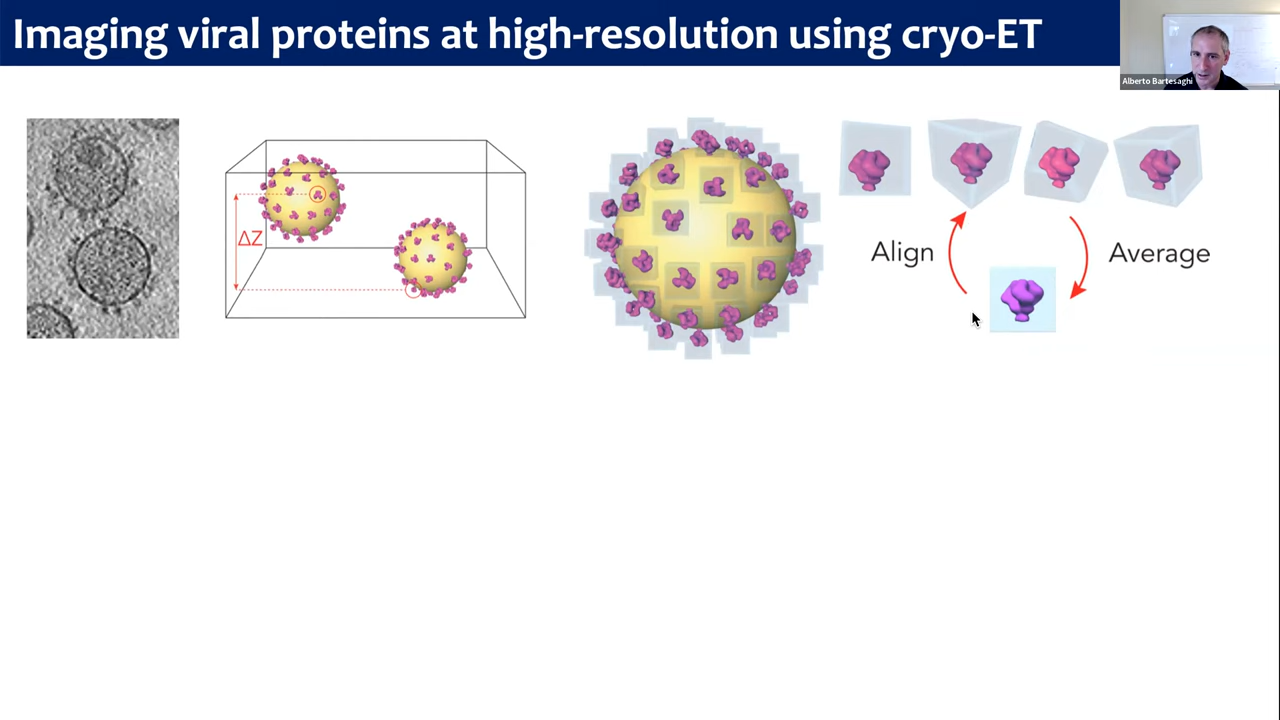 Imaging viral proteins at high-resolution using cryo-ET
Alberto Bartesaghi
ΔZ
Align
Average